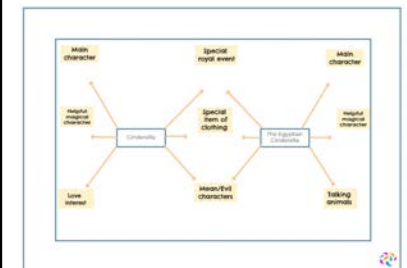 Main
character
Special
royal event
Main
character
Helpful
magical
character
Special
item of
clothing
Helpful
magical
character
Cinderella
The Egyptian
Cinderella
Love
interest
Mean/Evil
characters
Talking
animals